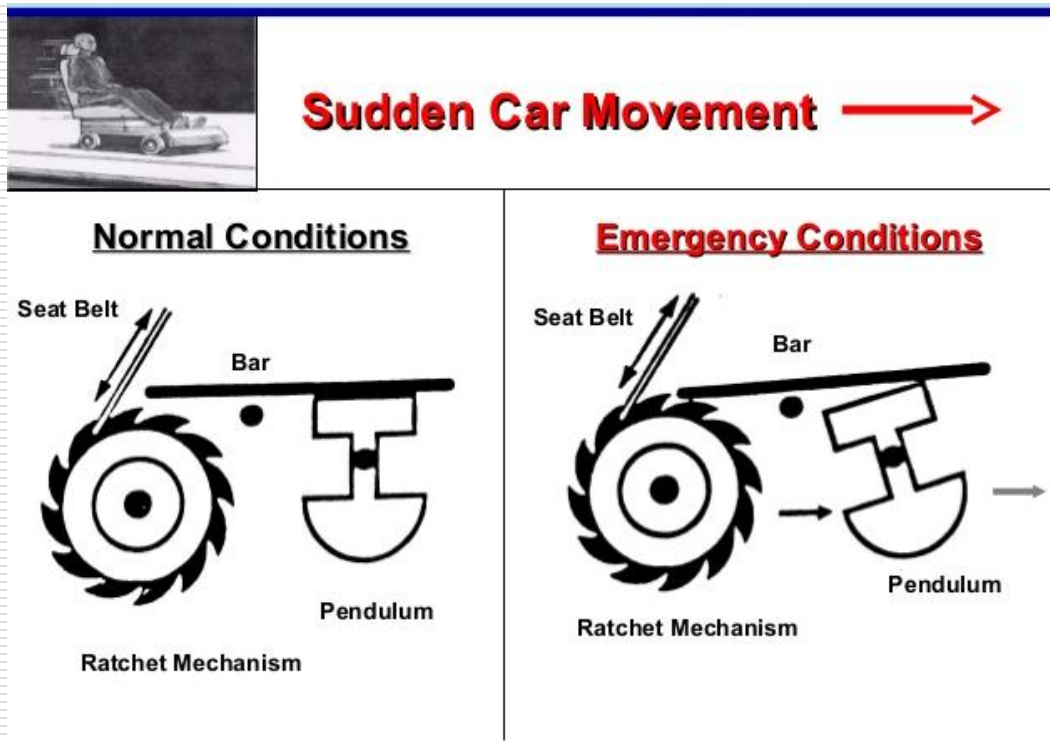 Sudden Car Movement
Normal Conditions
Seat Belt
Bar
Pendulum
Ratchet Mechanism
Emergency Conditions
Seat Belt
Bar
Pendulum
Ratchet Mechanism